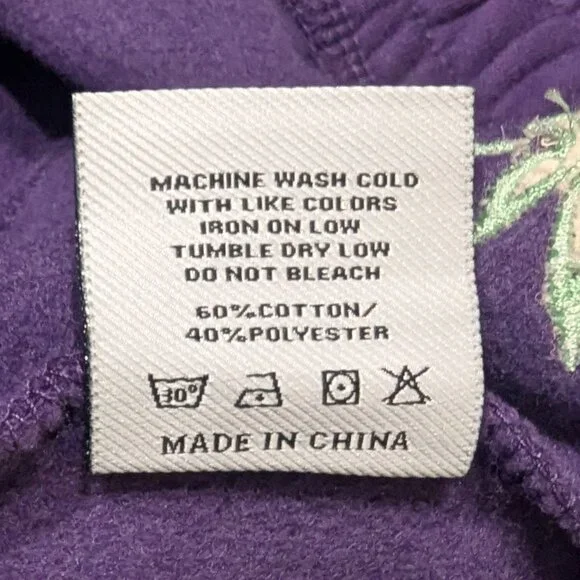 MACHINE WASH COLD
WITH LIKE COLORS
IRON ON LOW
TUMBLE DRY LOW
DO NOT BLEACH
60%COTTON/
40%POLYESTER
30°
MADE IN CHINA